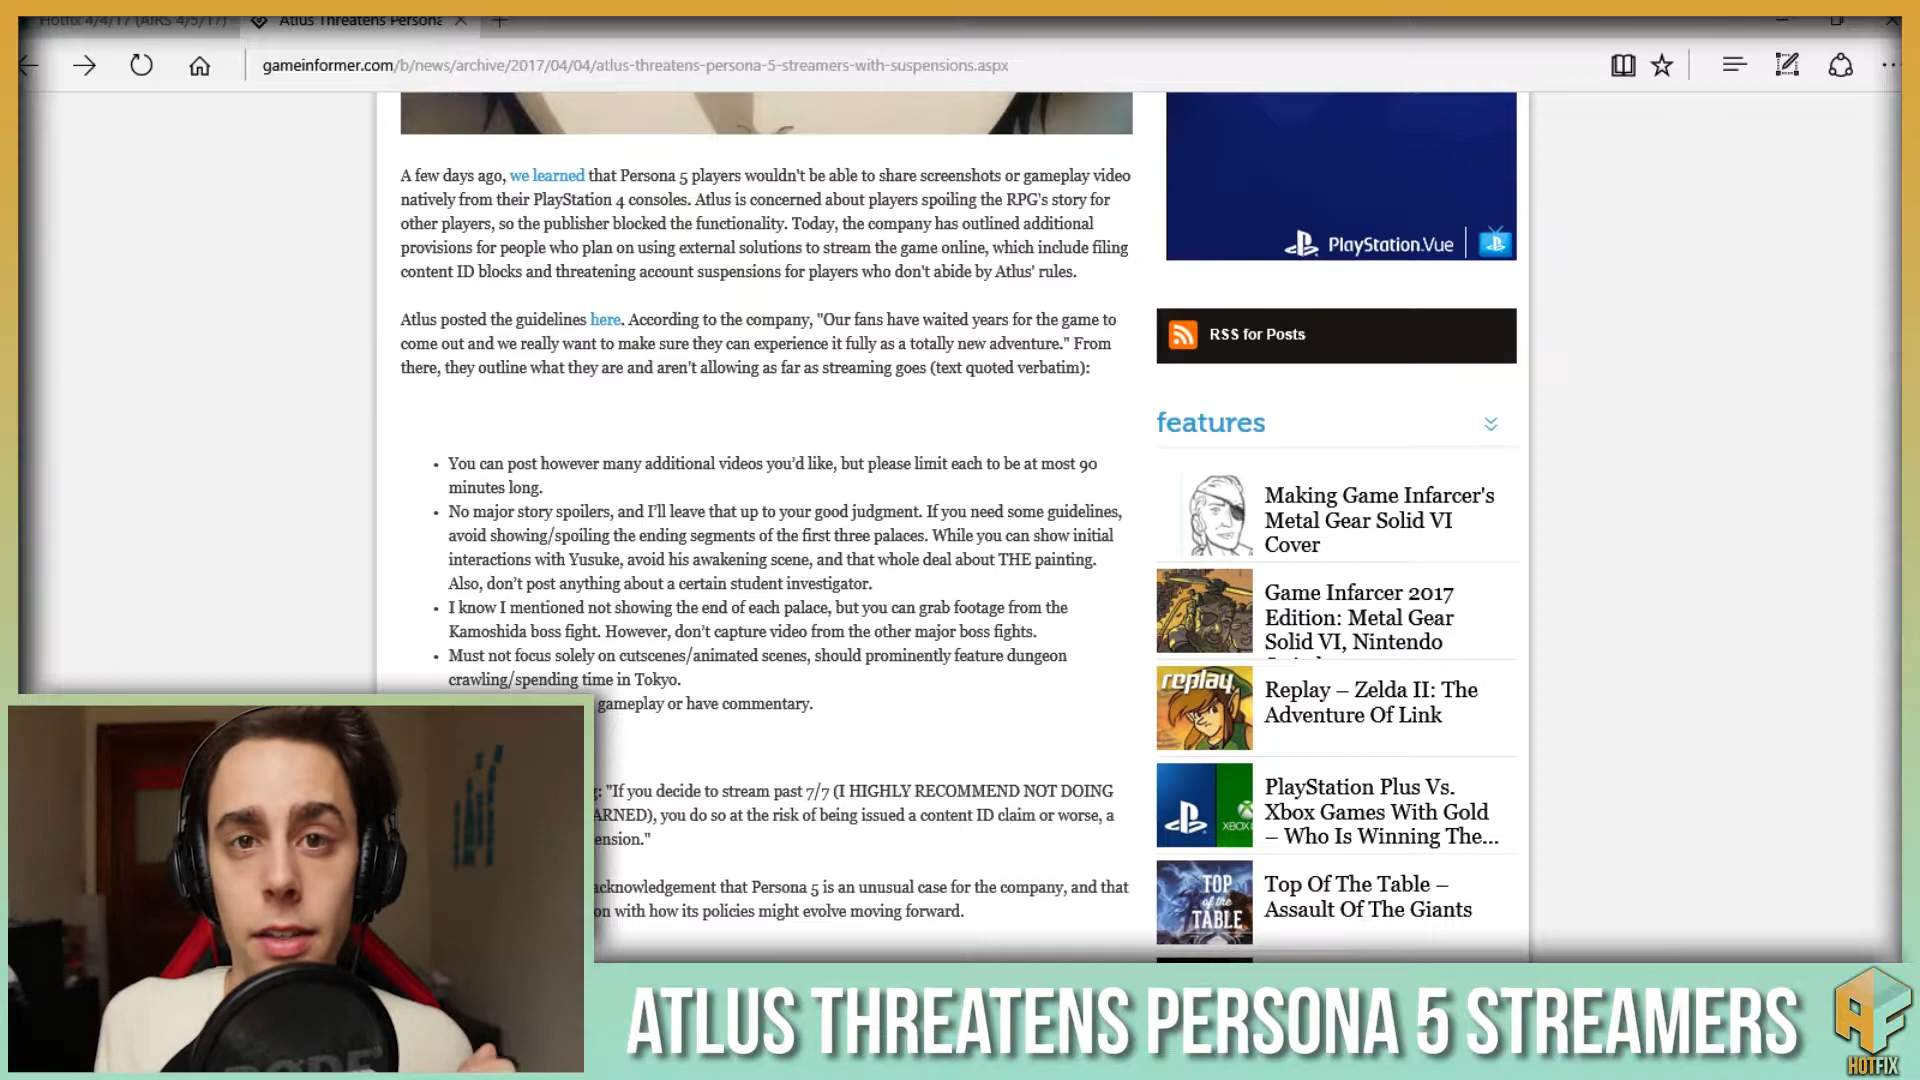 Hotfix 4/4/17 (AIRS 4/5/17)
Atlus Threatens Persona
gameinformer.com/b/news/archive/2017/04/04/atlus-threatens-persona-5-streamers-with-suspensions.aspx
A few days ago, we learned that Persona 5 players wouldn't be able to share screenshots or gameplay video
natively from their PlayStation 4 consoles. Atlus is concerned about players spoiling the RPG's story for
other players, so the publisher blocked the functionality. Today, the company has outlined additional
provisions for people who plan on using external solutions to stream the game online, which include filing
content ID blocks and threatening account suspensions for players who don't abide by Atlus' rules.
Atlus posted the guidelines here. According to the company, "Our fans have waited years for the game to
come out and we really want to make sure they can experience it fully as a totally new adventure." From
there, they outline what they are and aren't allowing as far as streaming goes (text quoted verbatim):
• You can post however many additional videos you’d like, but please limit each to be at most 90
minutes long.
• No major story spoilers, and I’ll leave that up to your good judgment. If you need some guidelines,
avoid showing/spoiling the ending segments of the first three palaces. While you can show initial
interactions with Yusuke, avoid his awakening scene, and that whole deal about THE painting.
Also, don’t post anything about a certain student investigator.
• I know I mentioned not showing the end of each palace, but you can grab footage from the
Kamoshida boss fight. However, don’t capture video from the other major boss fights.
• Must not focus solely on cutscenes/animated scenes, should prominently feature dungeon
crawling/spending time in Tokyo.
gameplay or have commentary.
g: "If you decide to stream past 7/7 (I HIGHLY RECOMMEND NOT DOING
ARNED), you do so at the risk of being issued a content ID claim or worse, a
ension."
acknowledgement that Persona 5 is an unusual case for the company, and that
on with how its policies might evolve moving forward.
PlayStation.Vue
RSS for Posts
features
Making Game Infarcer's
Metal Gear Solid VI
Cover
Game Infarcer 2017
Edition: Metal Gear
Solid VI, Nintendo
replay
Replay – Zelda II: The
Adventure Of Link
XBOX
PlayStation Plus Vs.
Xbox Games With Gold
– Who Is Winning The...
TOP
of the
TABLE
Top Of The Table –
Assault Of The Giants
ATLUS THREATENS PERSONA 5 STREAMERS
AF
HOTFIX